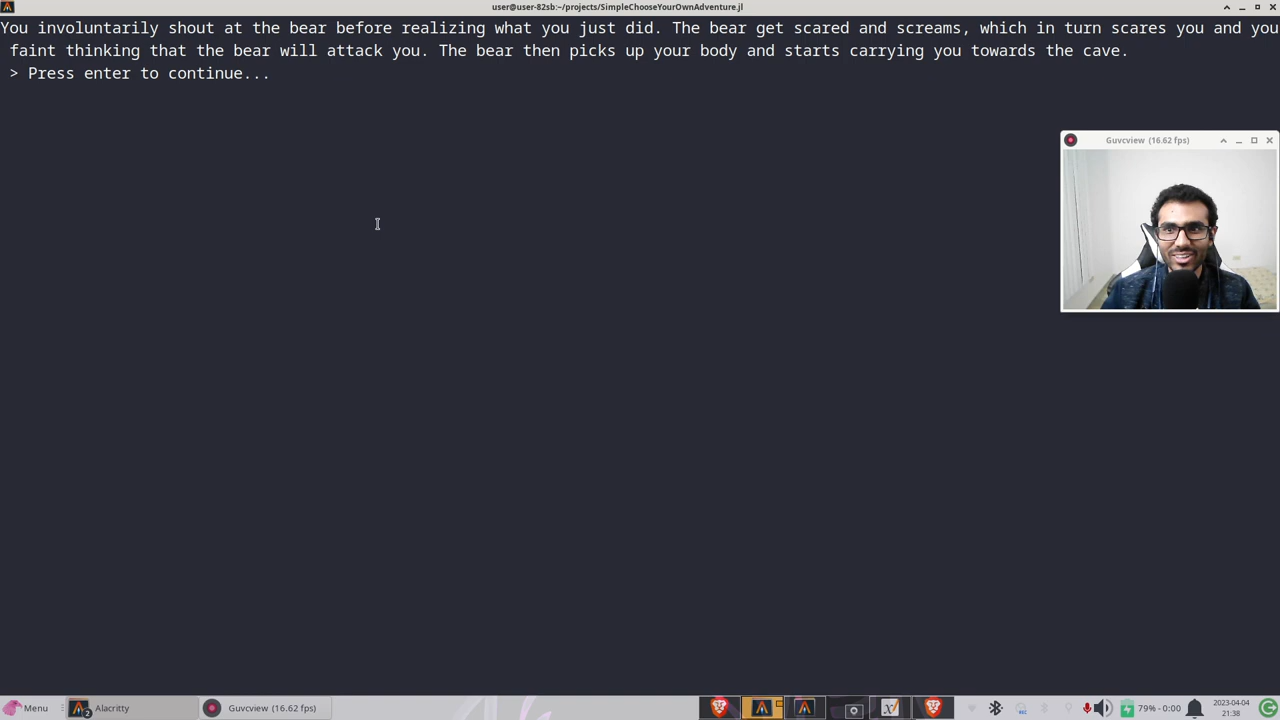 user@user-82sb:~/projects/SimpleChooseYourOwnAdventure.jl
You involuntarily shout at the bear before realizing what you just did. The bear get scared and screams, which in turn scares you and you
faint thinking that the bear will attack you. The bear then picks up your body and starts carrying you towards the cave.
> Press enter to continue...
Guvcview (16.62 fps)
Menu
Alacritty
2
Guvcview (16.62 fps)
79% - 0:00
2023-04-04
21:38